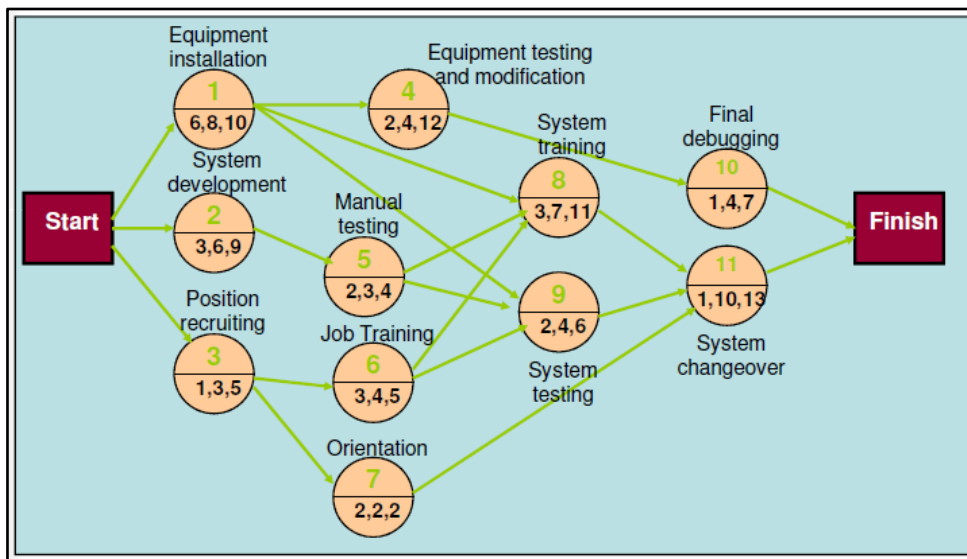 Equipment
installation
1
6,8,10
Equipment testing
and modification
4
2,4,12
System
development
2
3,6,9
Manual
testing
5
2,3,4
System
training
8
3,7,11
Final
debugging
10
1,4,7
Start
Finish
Position
recruiting
3
1,3,5
Job Training
6
3,4,5
9
2,4,6
System
testing
11
1,10,13
System
changeover
Orientation
7
2,2,2